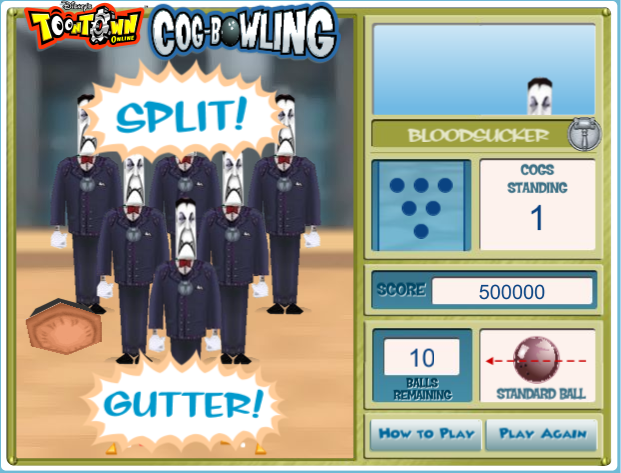 Disney's
TOONTOWN
ONLINE
COG-BOWLING
SPLIT!
BLOODSUCKER
COGS
STANDING
1
SCORE 500000
10
BALLS
REMAINING
STANDARD BALL
GUTTER!
HOW TO PLAY
PLAY AGAIN